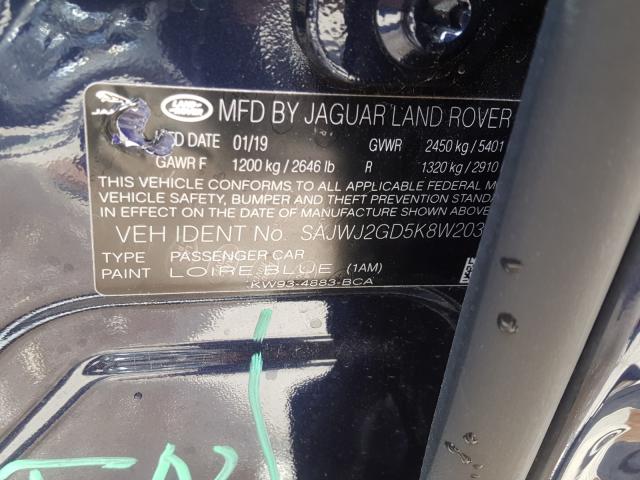 LAND ROVER
MFD BY JAGUAR LAND ROVER
DATE 01/19 GVWR 2450 kg / 5401
GAWR F 1200 kg / 2646 lb R 1320 kg / 2910
THIS VEHICLE CONFORMS TO ALL APPLICABLE FEDERAL M
VEHICLE SAFETY, BUMPER AND THEFT PREVENTION STANDA
IN EFFECT ON THE DATE OF MANUFACTURE SHOWN ABOVE
VEH IDENT No. SAJWJ2GD5K8W203
TYPE PASSENGER CAR
PAINT LOIRE BLUE (1AM)
KW93-4883-BCA